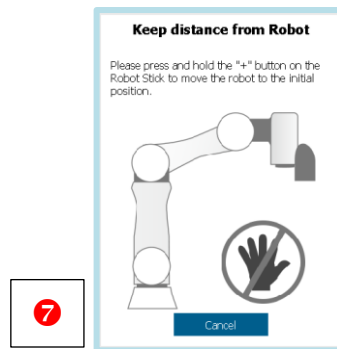 Keep distance from Robot
Please press and hold the "+" button on the
Robot Stick to move the robot to the initial
position.
7
Cancel